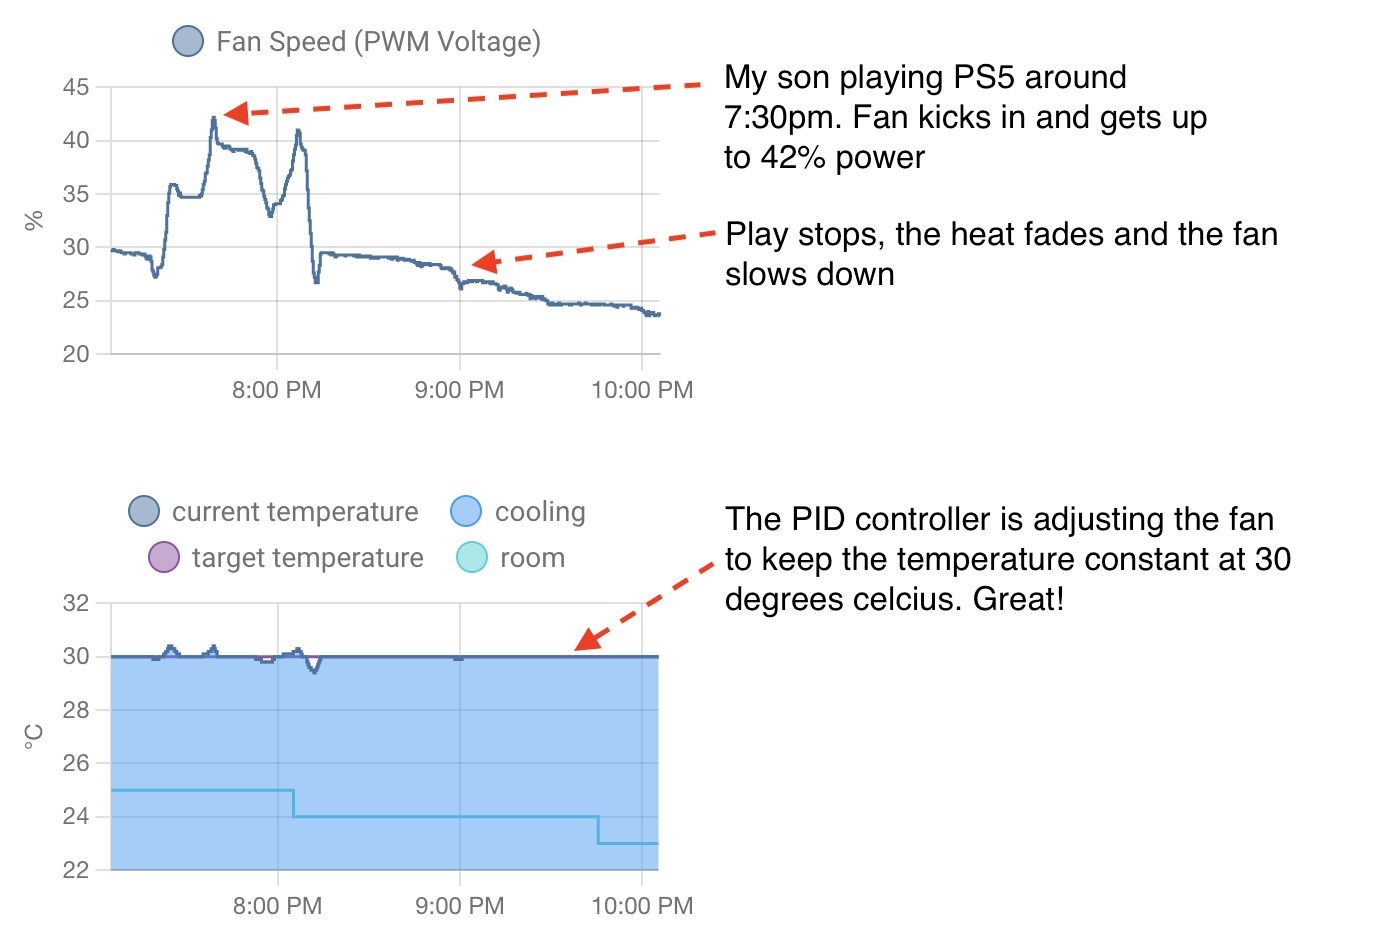 Fan Speed (PWM Voltage)
45
40
35
30
25
20
%
8:00 PM
9:00 PM
10:00 PM
My son playing PS5 around
7:30pm. Fan kicks in and gets up
to 42% power
Play stops, the heat fades and the fan
slows down
current temperature
cooling
target temperature
room
32
30
28
26
24
22
°C
8:00 PM
9:00 PM
10:00 PM
The PID controller is adjusting the fan
to keep the temperature constant at 30
degrees celcius. Great!